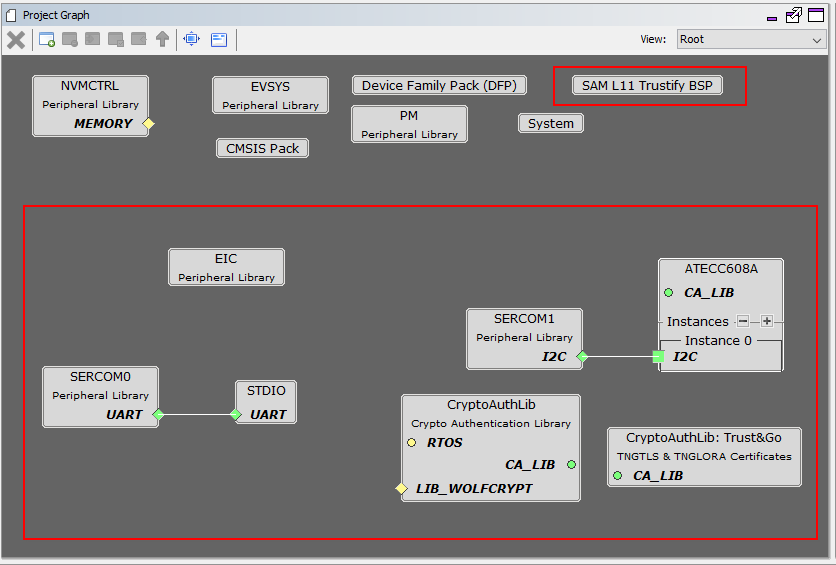 Project Graph
View:
Root
NVMCTRL
Peripheral Library
MEMORY
EVSYS
Peripheral Library
Device Family Pack (DFP)
SAM L11 Trustify BSP
PM
Peripheral Library
System
CMSIS Pack
EIC
Peripheral Library
ATECC608A
CA_LIB
Instances
Instance 0
I2C
SERCOM1
Peripheral Library
I2C
SERCOM0
Peripheral Library
UART
STDIO
UART
CryptoAuthLib
Crypto Authentication Library
RTOS
CA_LIB
LIB_WOLFCRYPT
CryptoAuthLib: Trust&Go
TNGTLS & TNGLORA Certificates
CA_LIB